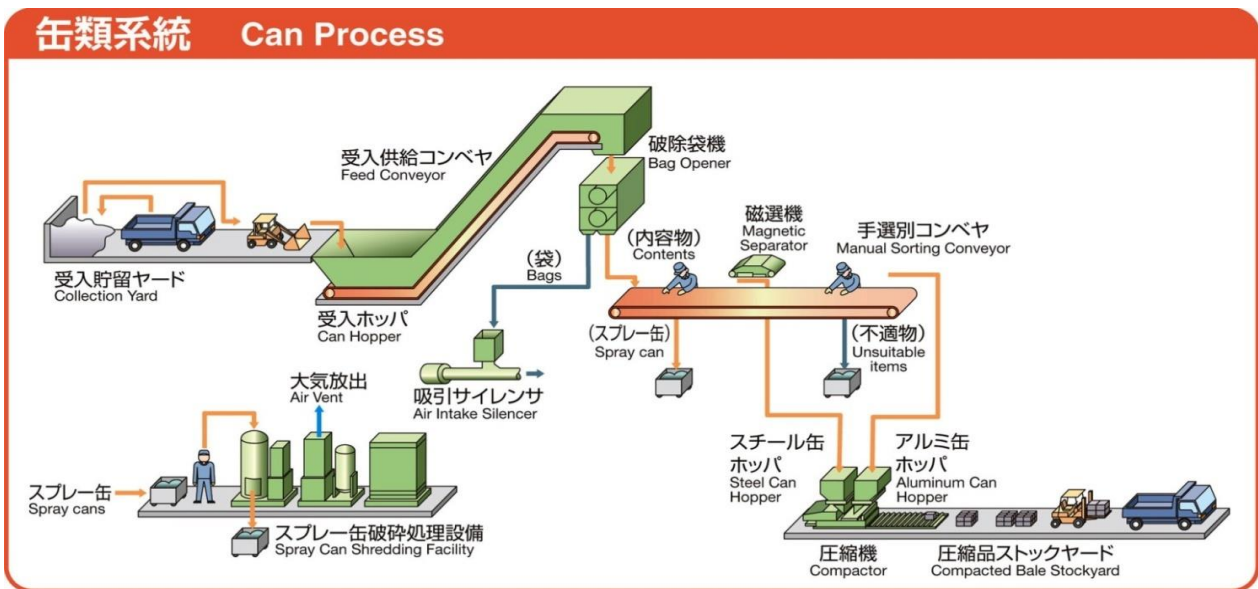 缶類系統 Can Process
受入供給コンベヤ
Feed Conveyor
破除袋機
Bag Opener
磁選機
Magnetic
Separator
手選別コンベヤ
Manual Sorting Conveyor
(内容物)
Contents
(袋)
Bags
受入貯留ヤード
Collection Yard
受入ホッパ
Can Hopper
(スプレー缶)
Spray can
(不適物)
Unsuitable
items
大気放出
Air Vent
吸引サイレンサ
Air Intake Silencer
スチール缶
ホッパ
Steel Can
Hopper
アルミ缶
ホッパ
Aluminum Can
Hopper
スプレー缶
Spray cans
スプレー缶破砕処理設備
Spray Can Shredding Facility
圧縮機
Compactor
圧縮品ストックヤード
Compacted Bale Stockyard